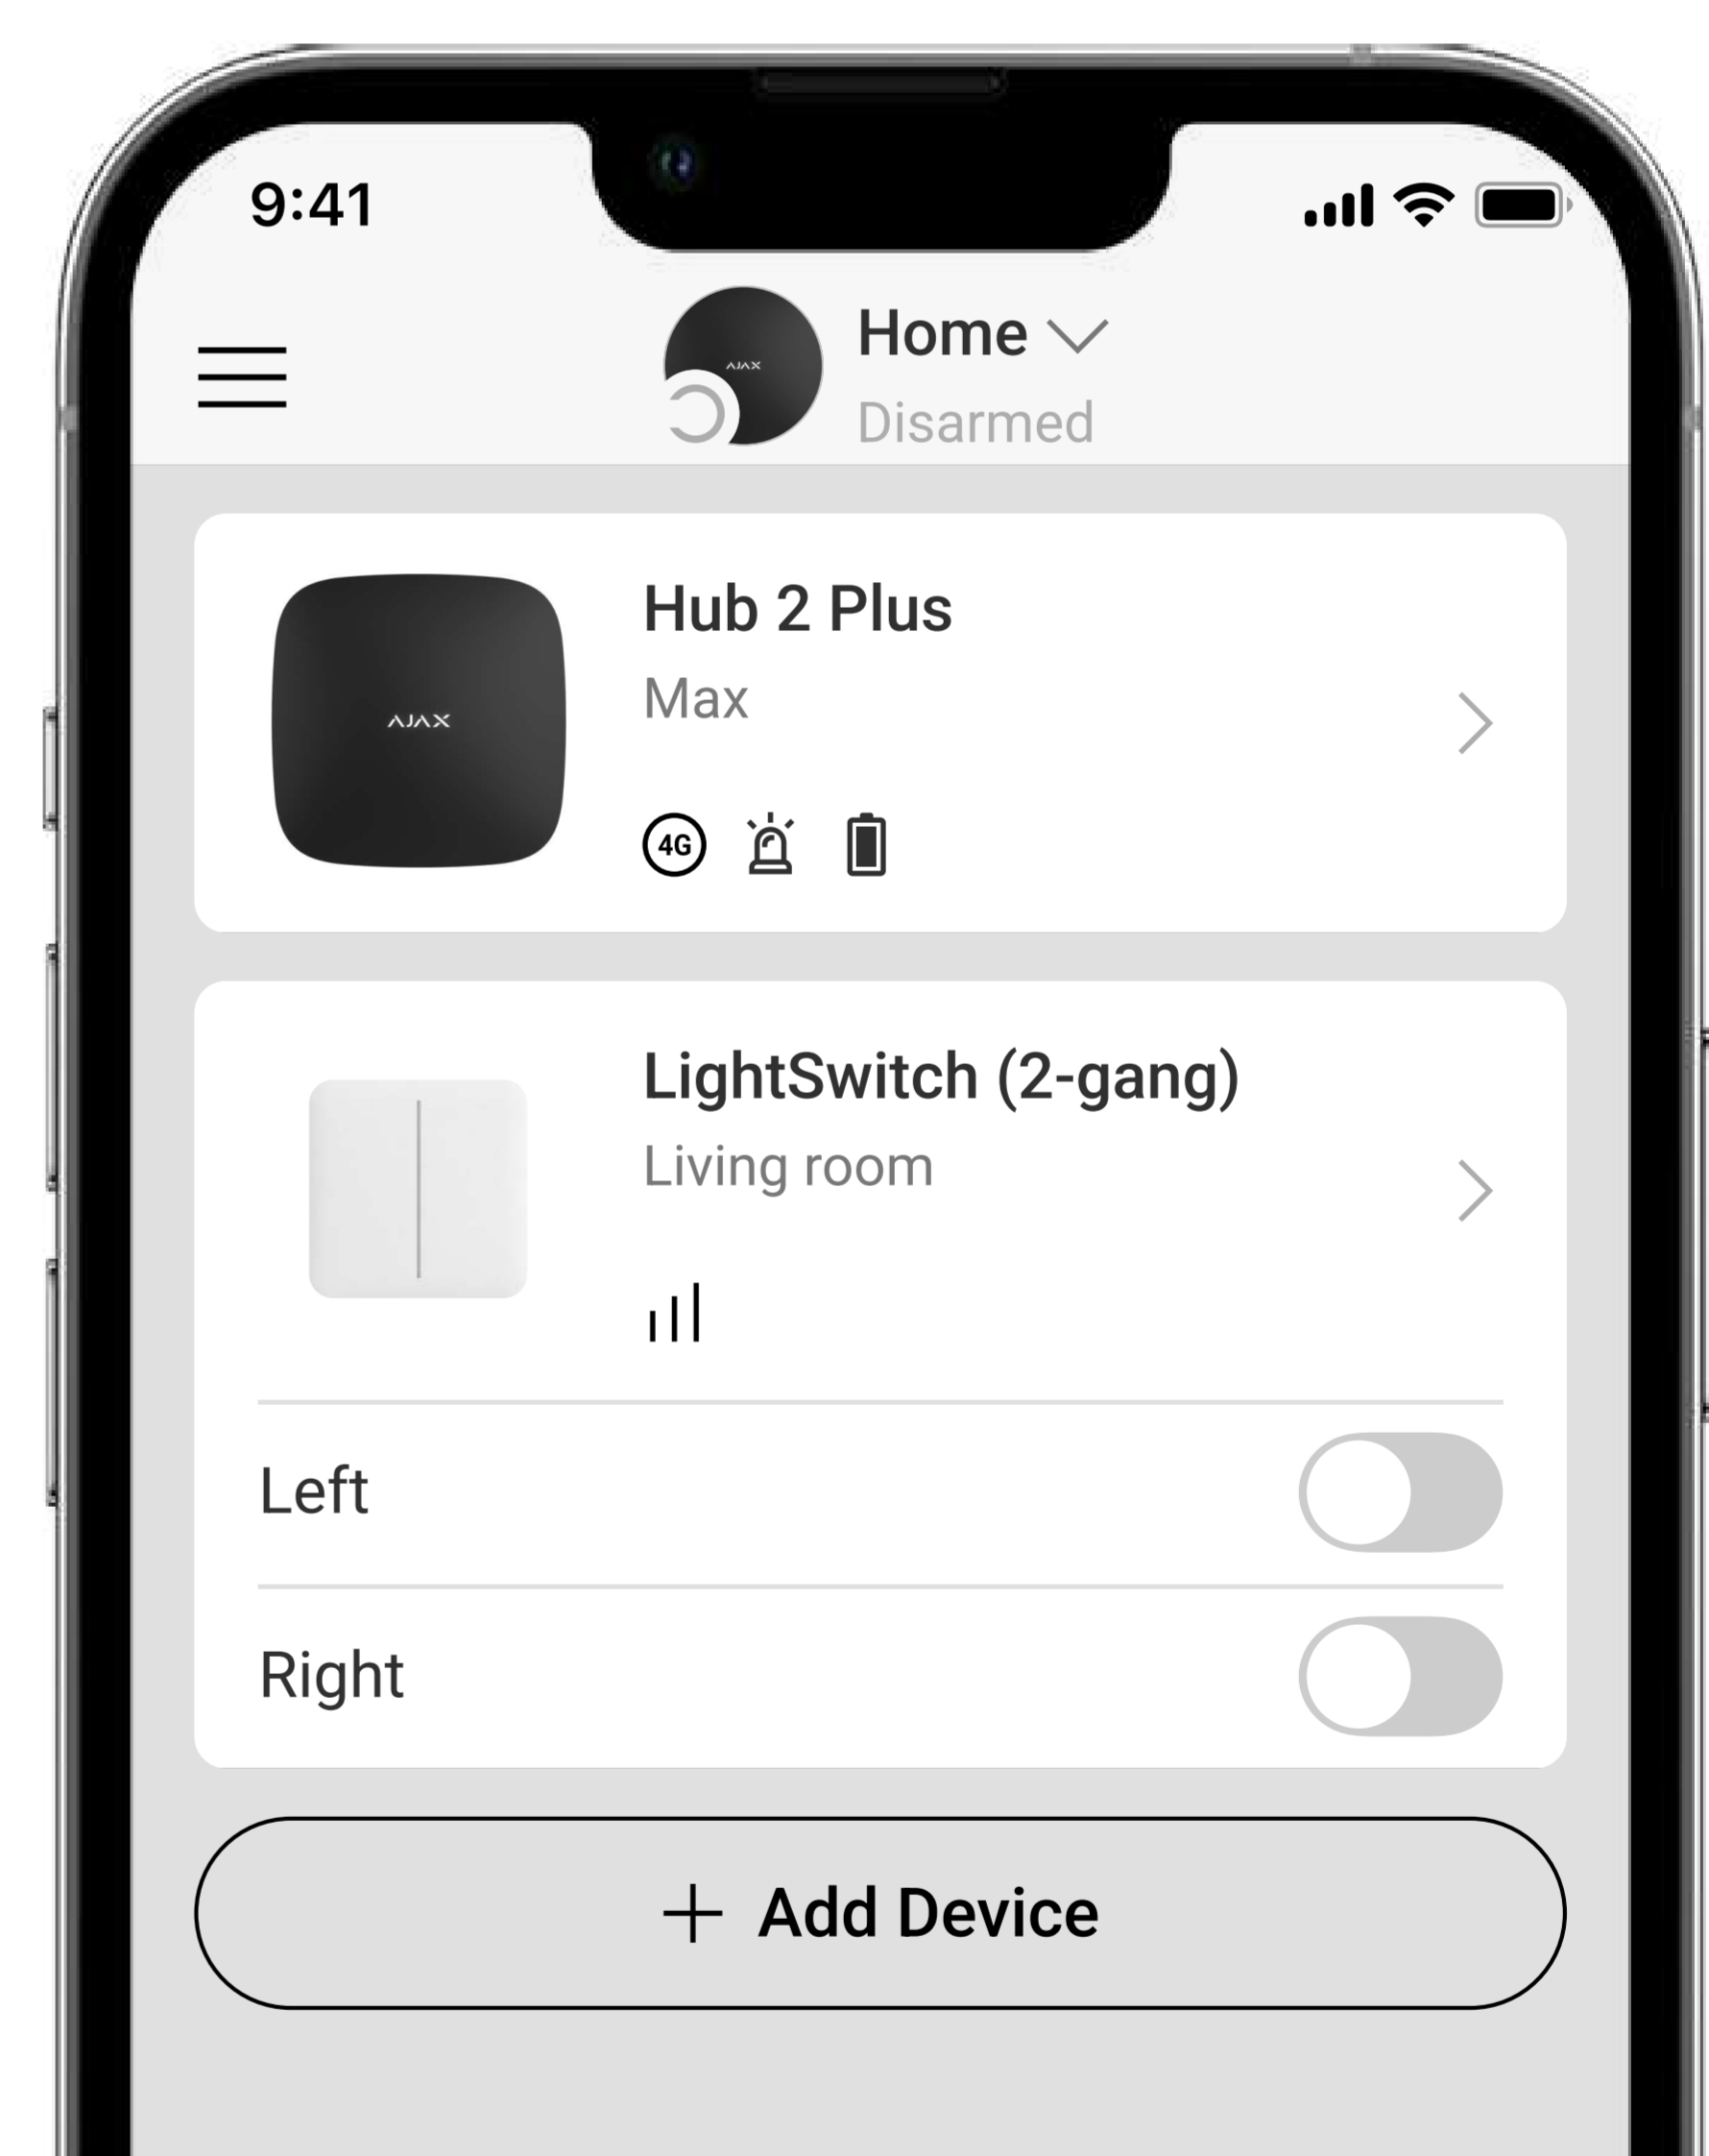 9:41
AJAX
Home
Disarmed
Hub 2 Plus
Max
AJAX
4G
LightSwitch (2-gang)
Living room
Left
Right
+ Add Device